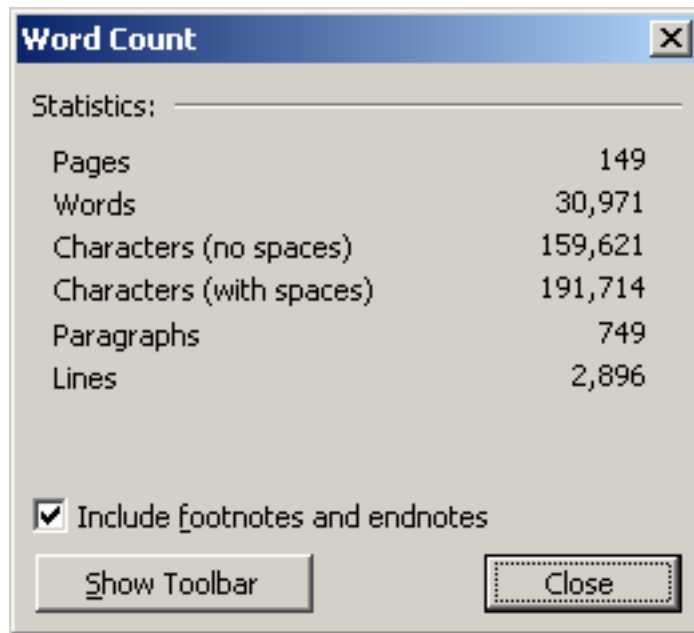 Word Count
Statistics:
Pages 149
Words 30,971
Characters (no spaces) 159,621
Characters (with spaces) 191,714
Paragraphs 749
Lines 2,896
Include footnotes and endnotes
Show Toolbar Close